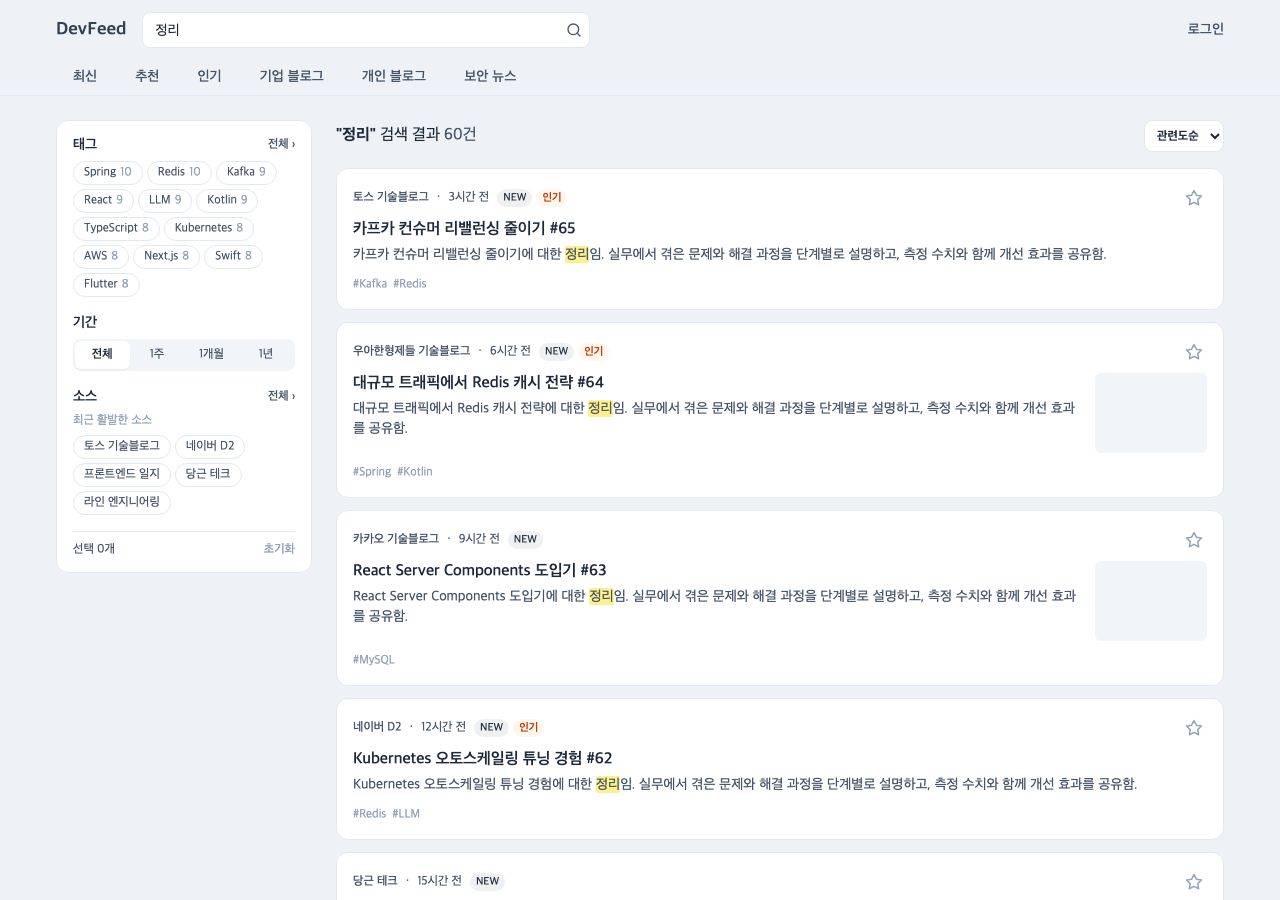 DevFeed
정리
로그인
최신 추천 인기 기업 블로그 개인 블로그 보안 뉴스
태그 전체 ›
Spring 10 Redis 10 Kafka 9
React 9 LLM 9 Kotlin 9
TypeScript 8 Kubernetes 8
AWS 8 Next.js 8 Swift 8
Flutter 8
기간
전체 1주 1개월 1년
소스 전체 ›
최근 활발한 소스
토스 기술블로그 네이버 D2
프론트엔드 일지 당근 테크
라인 엔지니어링
선택 0개 초기화
"정리" 검색 결과 60건
관련도순
토스 기술블로그 · 3시간 전 NEW 인기
카프카 컨슈머 리밸런싱 줄이기 #65
카프카 컨슈머 리밸런싱 줄이기에 대한 정리임. 실무에서 겪은 문제와 해결 과정을 단계별로 설명하고, 측정 수치와 함께 개선 효과를 공유함.
#Kafka #Redis
우아한형제들 기술블로그 · 6시간 전 NEW 인기
대규모 트래픽에서 Redis 캐시 전략 #64
대규모 트래픽에서 Redis 캐시 전략에 대한 정리임. 실무에서 겪은 문제와 해결 과정을 단계별로 설명하고, 측정 수치와 함께 개선 효과
를 공유함.
#Spring #Kotlin
카카오 기술블로그 · 9시간 전 NEW
React Server Components 도입기 #63
React Server Components 도입기에 대한 정리임. 실무에서 겪은 문제와 해결 과정을 단계별로 설명하고, 측정 수치와 함께 개선 효과
를 공유함.
#MySQL
네이버 D2 · 12시간 전 NEW 인기
Kubernetes 오토스케일링 튜닝 경험 #62
Kubernetes 오토스케일링 튜닝 경험에 대한 정리임. 실무에서 겪은 문제와 해결 과정을 단계별로 설명하고, 측정 수치와 함께 개선 효과를 공유함.
#Redis #LLM
당근 테크 · 15시간 전 NEW